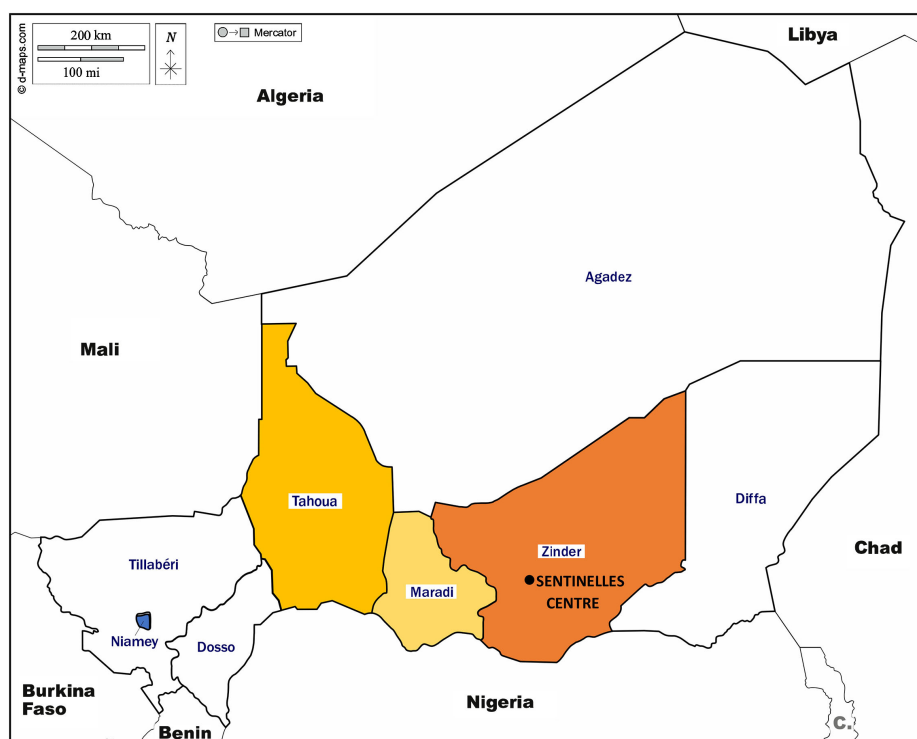 © d-maps.com
200 km
100 mi
N
Mercator
Libya
Algeria
Agadez
Mali
Tahoua
Diffa
Zinder
Chad
Tillabéri
SENTINELLES
CENTRE
Maradi
Niamey
Dosso
Burkina
Faso
Nigeria
Benin
C.